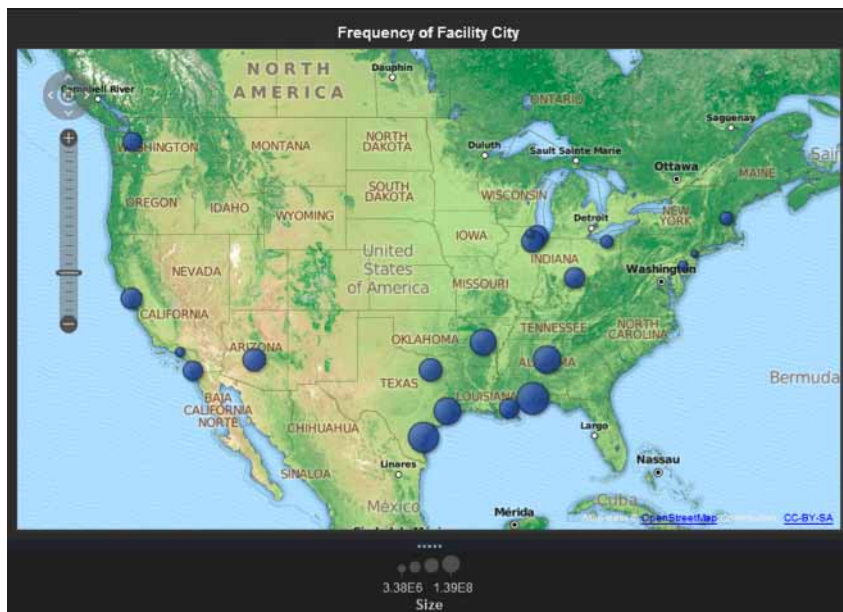 Frequency of Facility City
NORTH
AMERICA
Dauphin
Campbell River
ONTARIO
Saguenay
WASHINGTON
MONTANA
NORTH
DAKOTA
Duluth
Sault Sainte Marie
Ottawa
MAINE
OREGON
IDAHO
SOUTH
DAKOTA
WISCONSIN
WYOMING
Detroit
NEW
YORK
IOWA
United
States
of America
INDIANA
NEVADA
Washington
MISSOURI
CALIFORNIA
TENNESSEE
NORTH
CAROLINA
OKLAHOMA
ARIZONA
TEXAS
LOUISIANA
Bermuda
BAJA
CALIFORNIA
NORTE
CHIHUAHUA
Largo
Linares
SINALOA
Nassau
México
Cuba
Mérida
OpenStreetMap
CC-BY-SA
3.38E6 1.39E8
Size